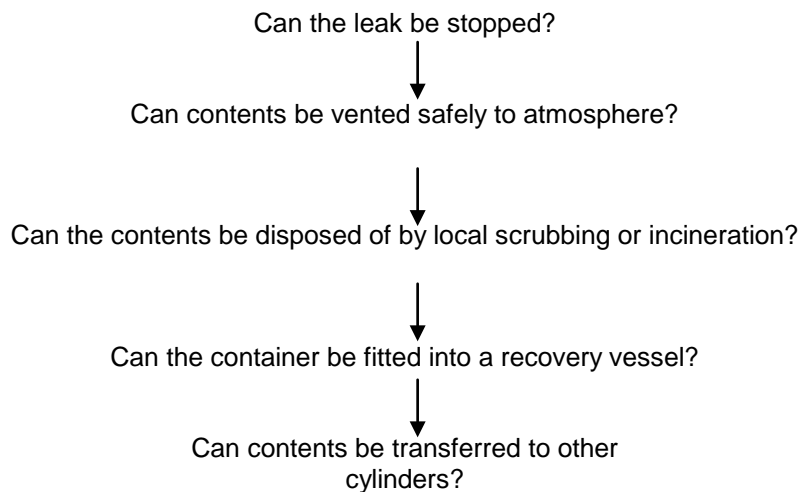 Can the leak be stopped?
Can contents be vented safely to atmosphere?
Can the contents be disposed of by local scrubbing or incineration?
Can the container be fitted into a recovery vessel?
Can contents be transferred to other
cylinders?